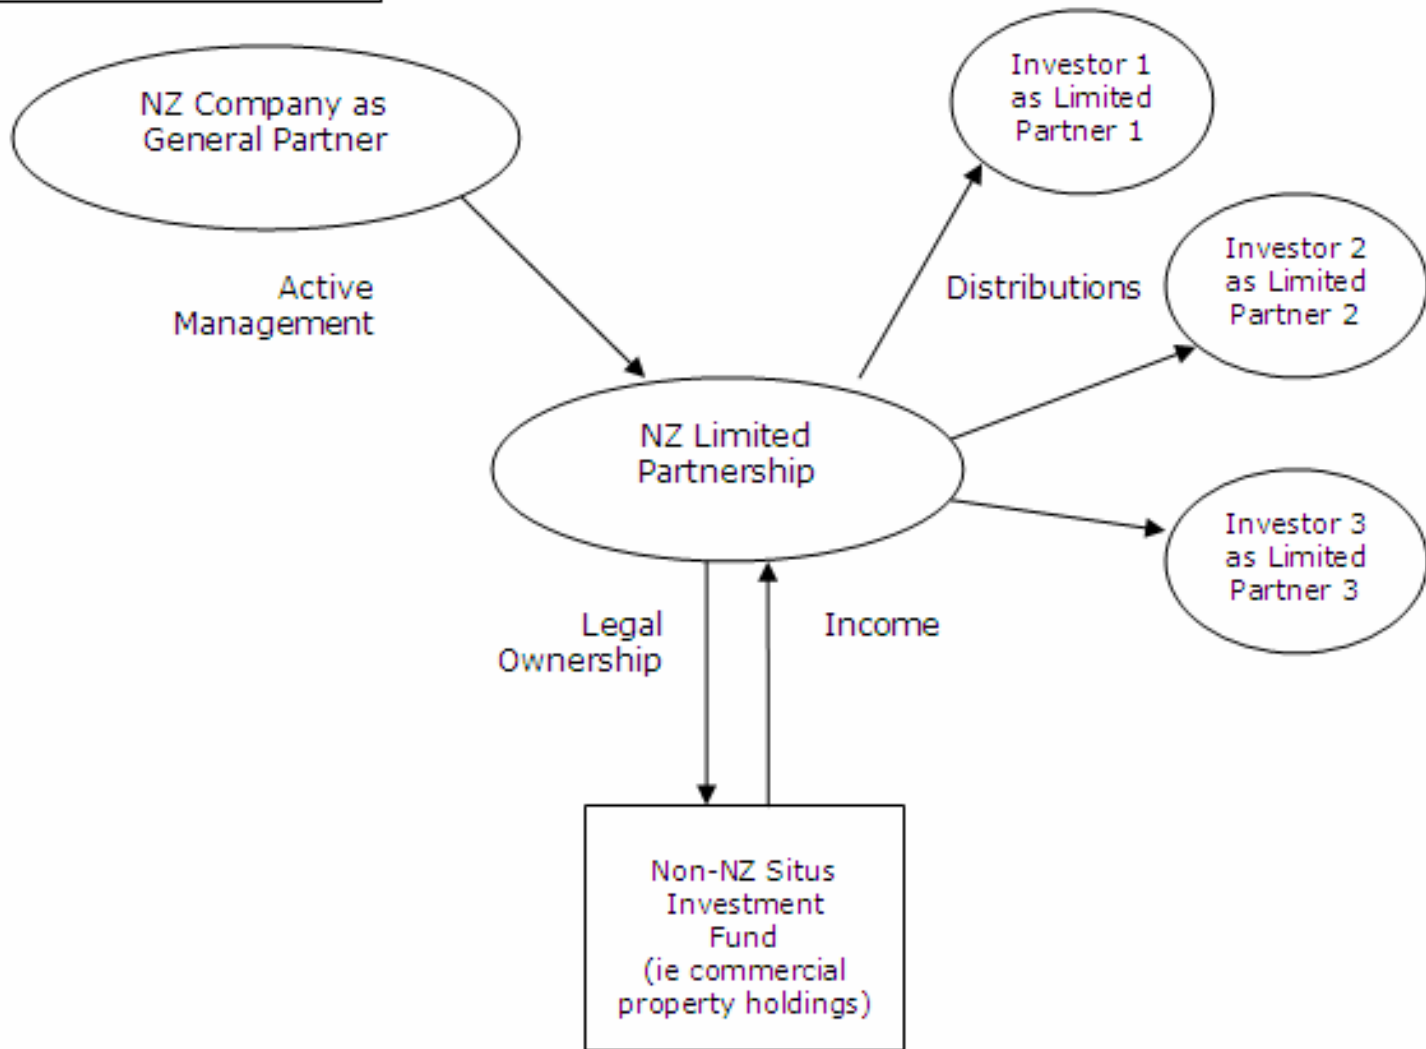 NZ Company as
General Partner
Investor 1
as Limited
Partner 1
Active
Management
Distributions
Investor 2
as Limited
Partner 2
NZ Limited
Partnership
Investor 3
as Limited
Partner 3
Legal
Ownership
Income
Non-NZ Situs
Investment
Fund
(ie commercial
property holdings)